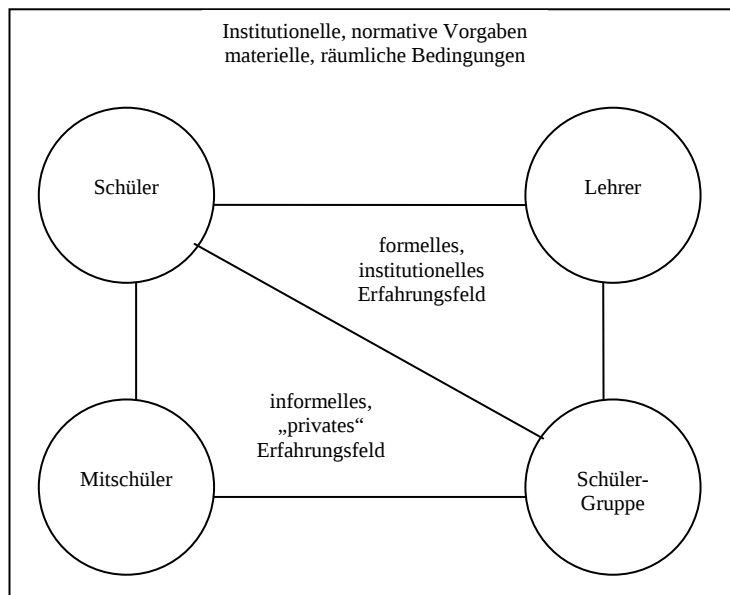 Institutionelle, normative Vorgaben
materielle, räumliche Bedingungen
Schüler
Lehrer
formelles,
institutionelles
Erfahrungsfeld
informelles,
„privates“
Erfahrungsfeld
Mitschüler
Schüler-
Gruppe